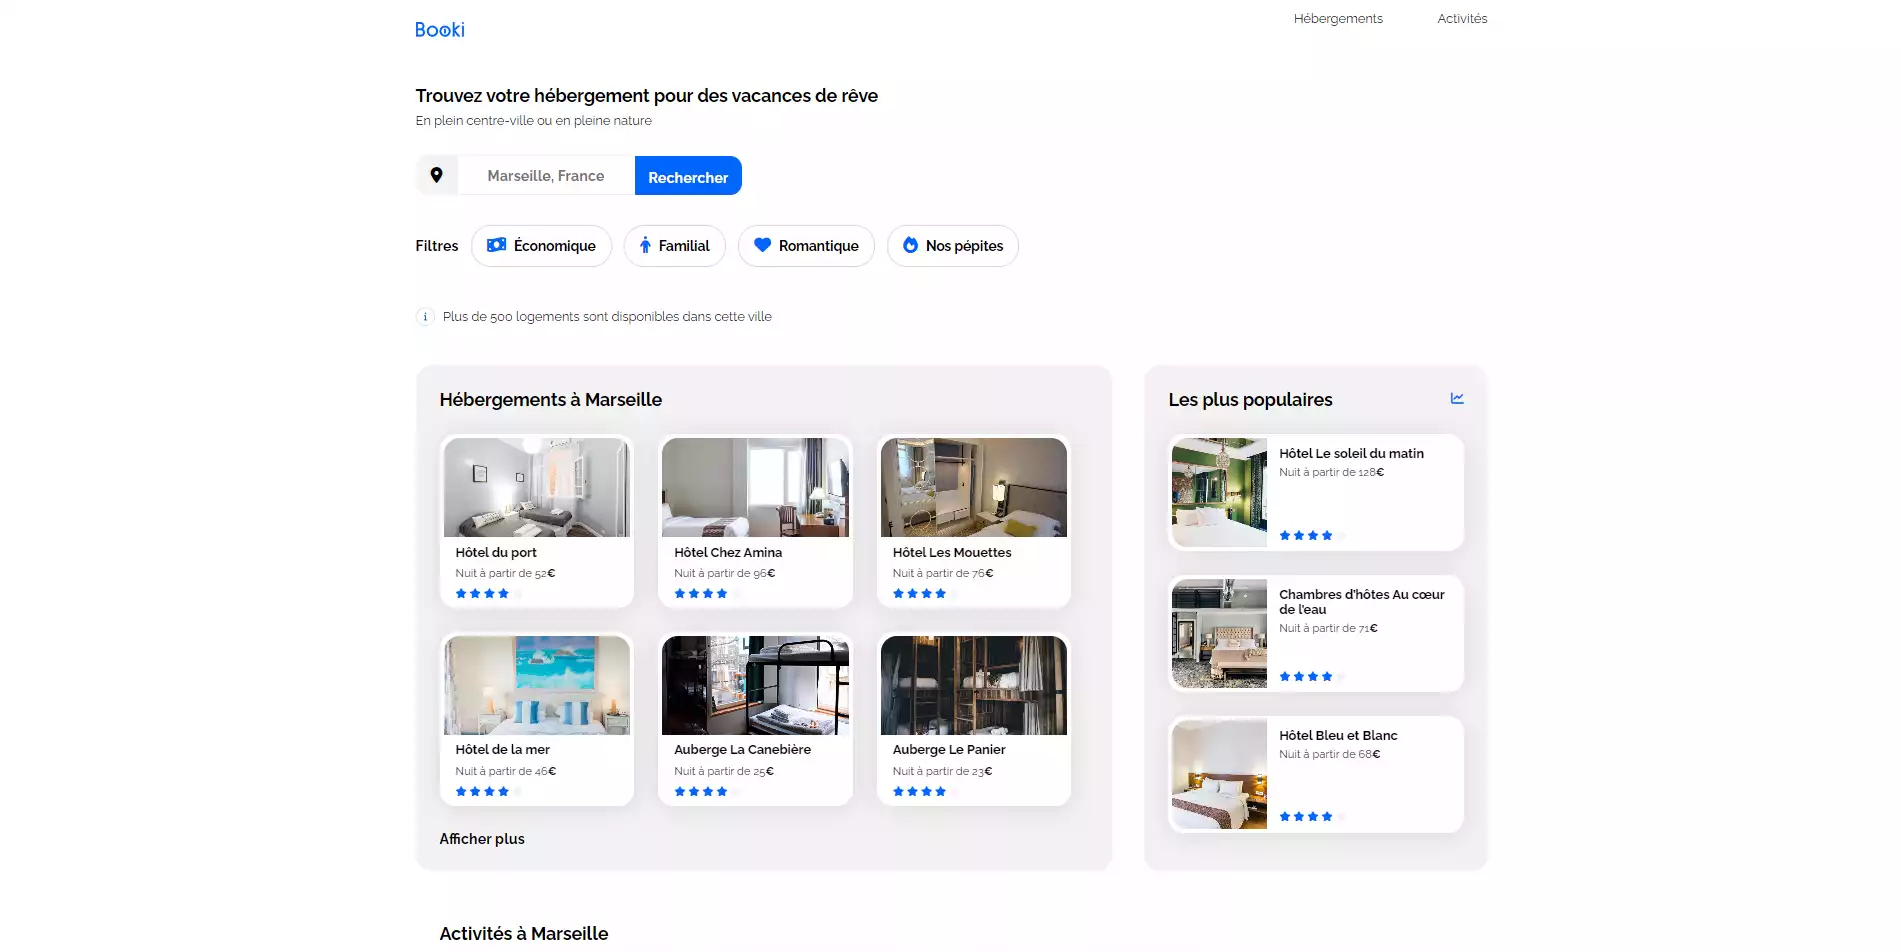 Booki
Hébergements
Activités
Trouvez votre hébergement pour des vacances de rêve
En plein centre-ville ou en pleine nature
Marseille, France
Rechercher
Filtres
Économique
Familial
Romantique
Nos pépites
Plus de 500 logements sont disponibles dans cette ville
Hébergements à Marseille
Hôtel du port
Nuit à partir de 52€
Hôtel Chez Amina
Nuit à partir de 96€
Hôtel Les Mouettes
Nuit à partir de 76€
Hôtel de la mer
Nuit à partir de 46€
Auberge La Canebière
Nuit à partir de 25€
Auberge Le Panier
Nuit à partir de 23€
Afficher plus
Les plus populaires
Hôtel Le soleil du matin
Nuit à partir de 128€
Chambres d'hôtes Au cœur
de l'eau
Nuit à partir de 71€
Hôtel Bleu et Blanc
Nuit à partir de 68€
Activités à Marseille